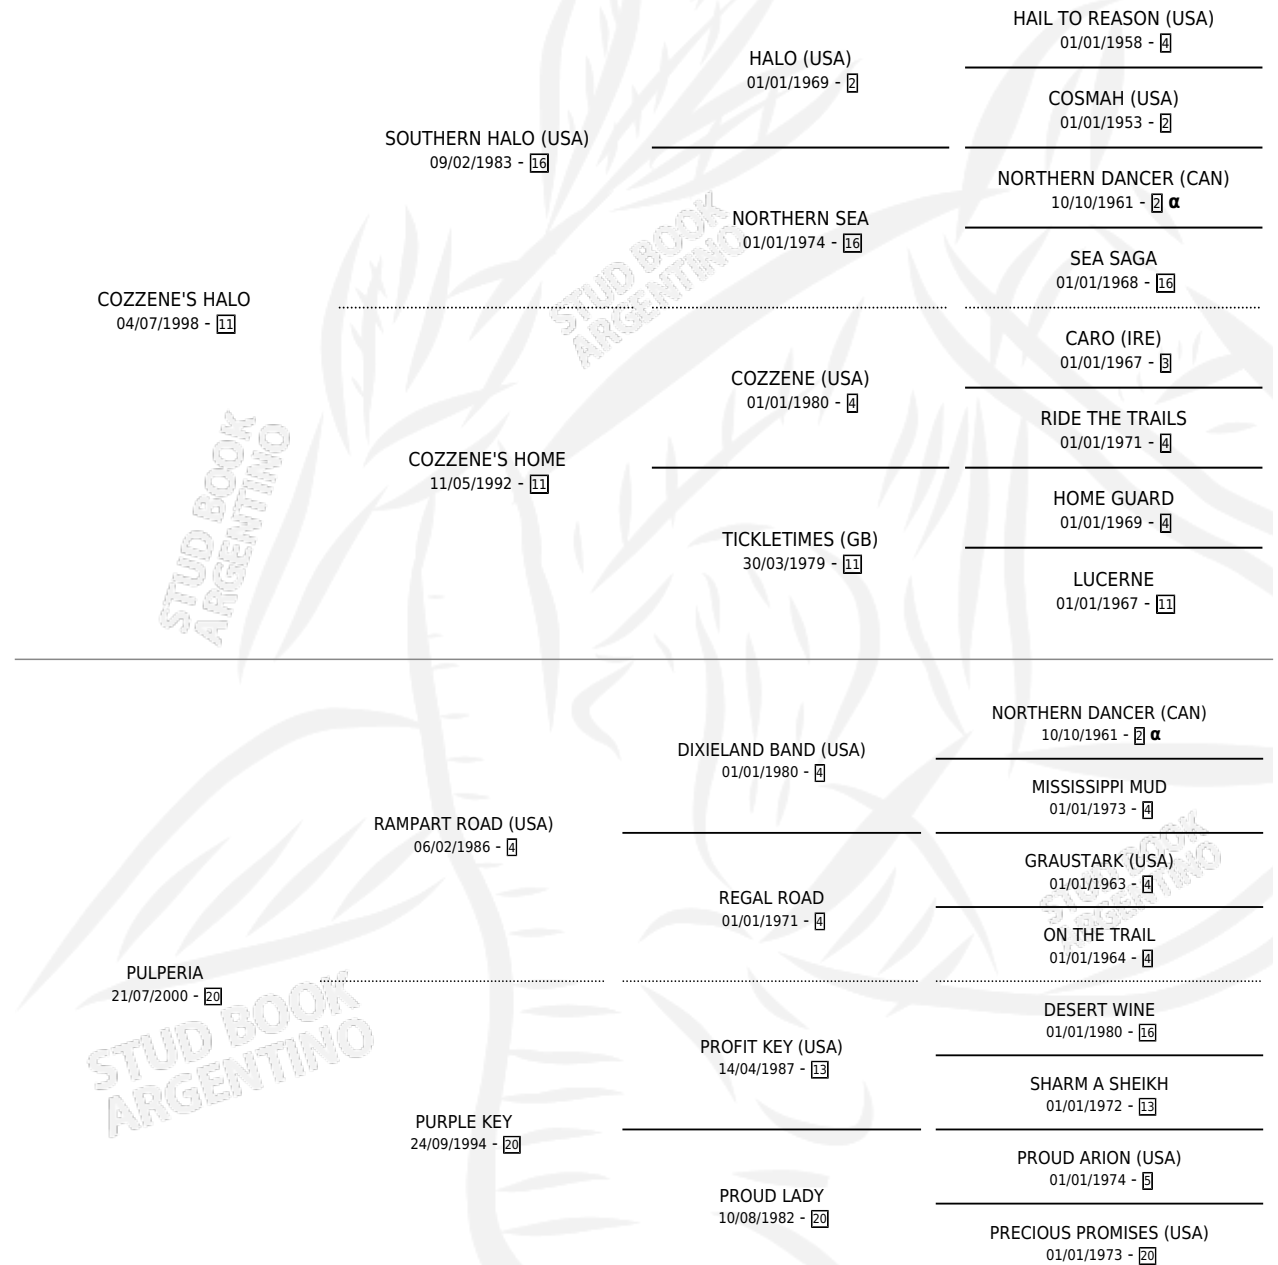 HAIL TO REASON (USA)
01/01/1958 - 4
HALO (USA)
01/01/1969 - 2
COSMAH (USA)
01/01/1953 - 2
SOUTHERN HALO (USA)
09/02/1983 - 16
NORTHERN DANCER (CAN)
10/10/1961 - 2 α
NORTHERN SEA
01/01/1974 - 16
SEA SAGA
01/01/1968 - 16
STUD BOOK
ARGENTINO
COZZENE'S HALO
04/07/1998 - 11
CARO (IRE)
01/01/1967 - 3
COZZENE (USA)
01/01/1980 - 4
RIDE THE TRAILS
01/01/1971 - 4
COZZENE'S HOME
11/05/1992 - 11
HOME GUARD
01/01/1969 - 4
TICKLETIMES (GB)
30/03/1979 - 11
LUCERNE
01/01/1967 - 11
STUD BOOK
ARGENTINO
NORTHERN DANCER (CAN)
10/10/1961 - 2 α
DIXIELAND BAND (USA)
01/01/1980 - 4
MISSISSIPPI MUD
01/01/1973 - 4
RAMPART ROAD (USA)
06/02/1986 - 4
GRAUSTARK (USA)
01/01/1963 - 4
REGAL ROAD
01/01/1971 - 4
ON THE TRAIL
01/01/1964 - 4
STUD BOOK
ARGENTINO
PULPERIA
21/07/2000 - 20
DESERT WINE
01/01/1980 - 16
PROFIT KEY (USA)
14/04/1987 - 13
SHARM A SHEIKH
01/01/1972 - 13
STUD BOOK
ARGENTINO
PURPLE KEY
24/09/1994 - 20
PROUD ARION (USA)
01/01/1974 - 5
PROUD LADY
10/08/1982 - 20
PRECIOUS PROMISES (USA)
01/01/1973 - 20